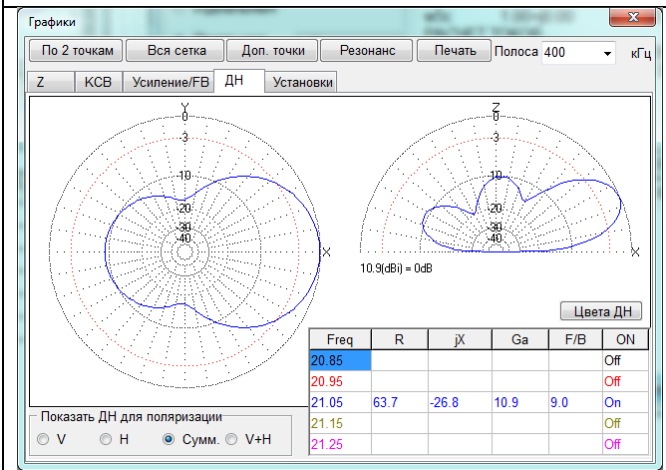 Графики
По 2 точкам Вся сетка Доп. точки Резонанс Печать Полоса 400 кГц
Z КСВ Усиление/FB ДН Установки
Y
0
-3
-10
-20
-30
-40
X
Z
0
-3
-10
-20
-30
-40
X
10.9(dBi) = 0dB
Цвета ДН
Freq R jX Ga F/B ON
20.85 Off
20.95 Off
21.05 63.7 -26.8 10.9 9.0 On
21.15 Off
21.25 Off
Показать ДН для поляризации
V H Сумм. V+H